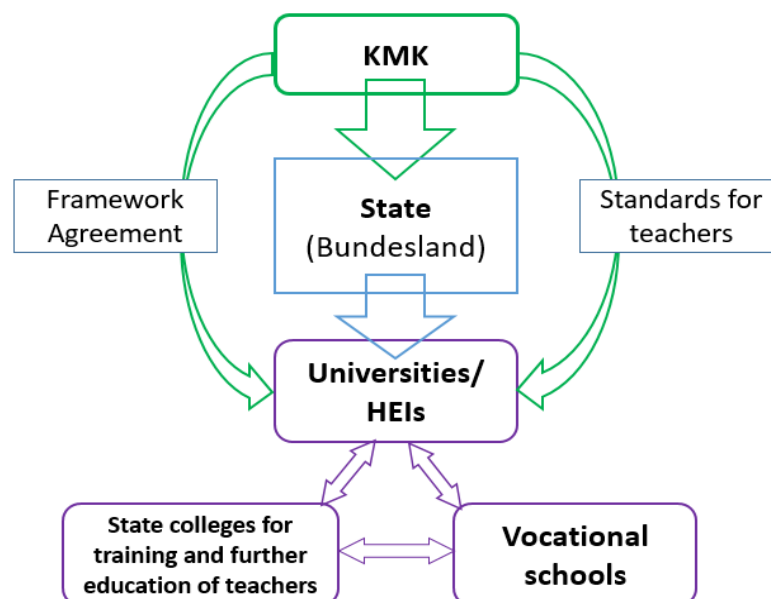 KMK
Framework
Agreement
State
(Bundesland)
Standards for
teachers
Universities/
HEIs
State colleges for
training and further
education of teachers
Vocational
schools